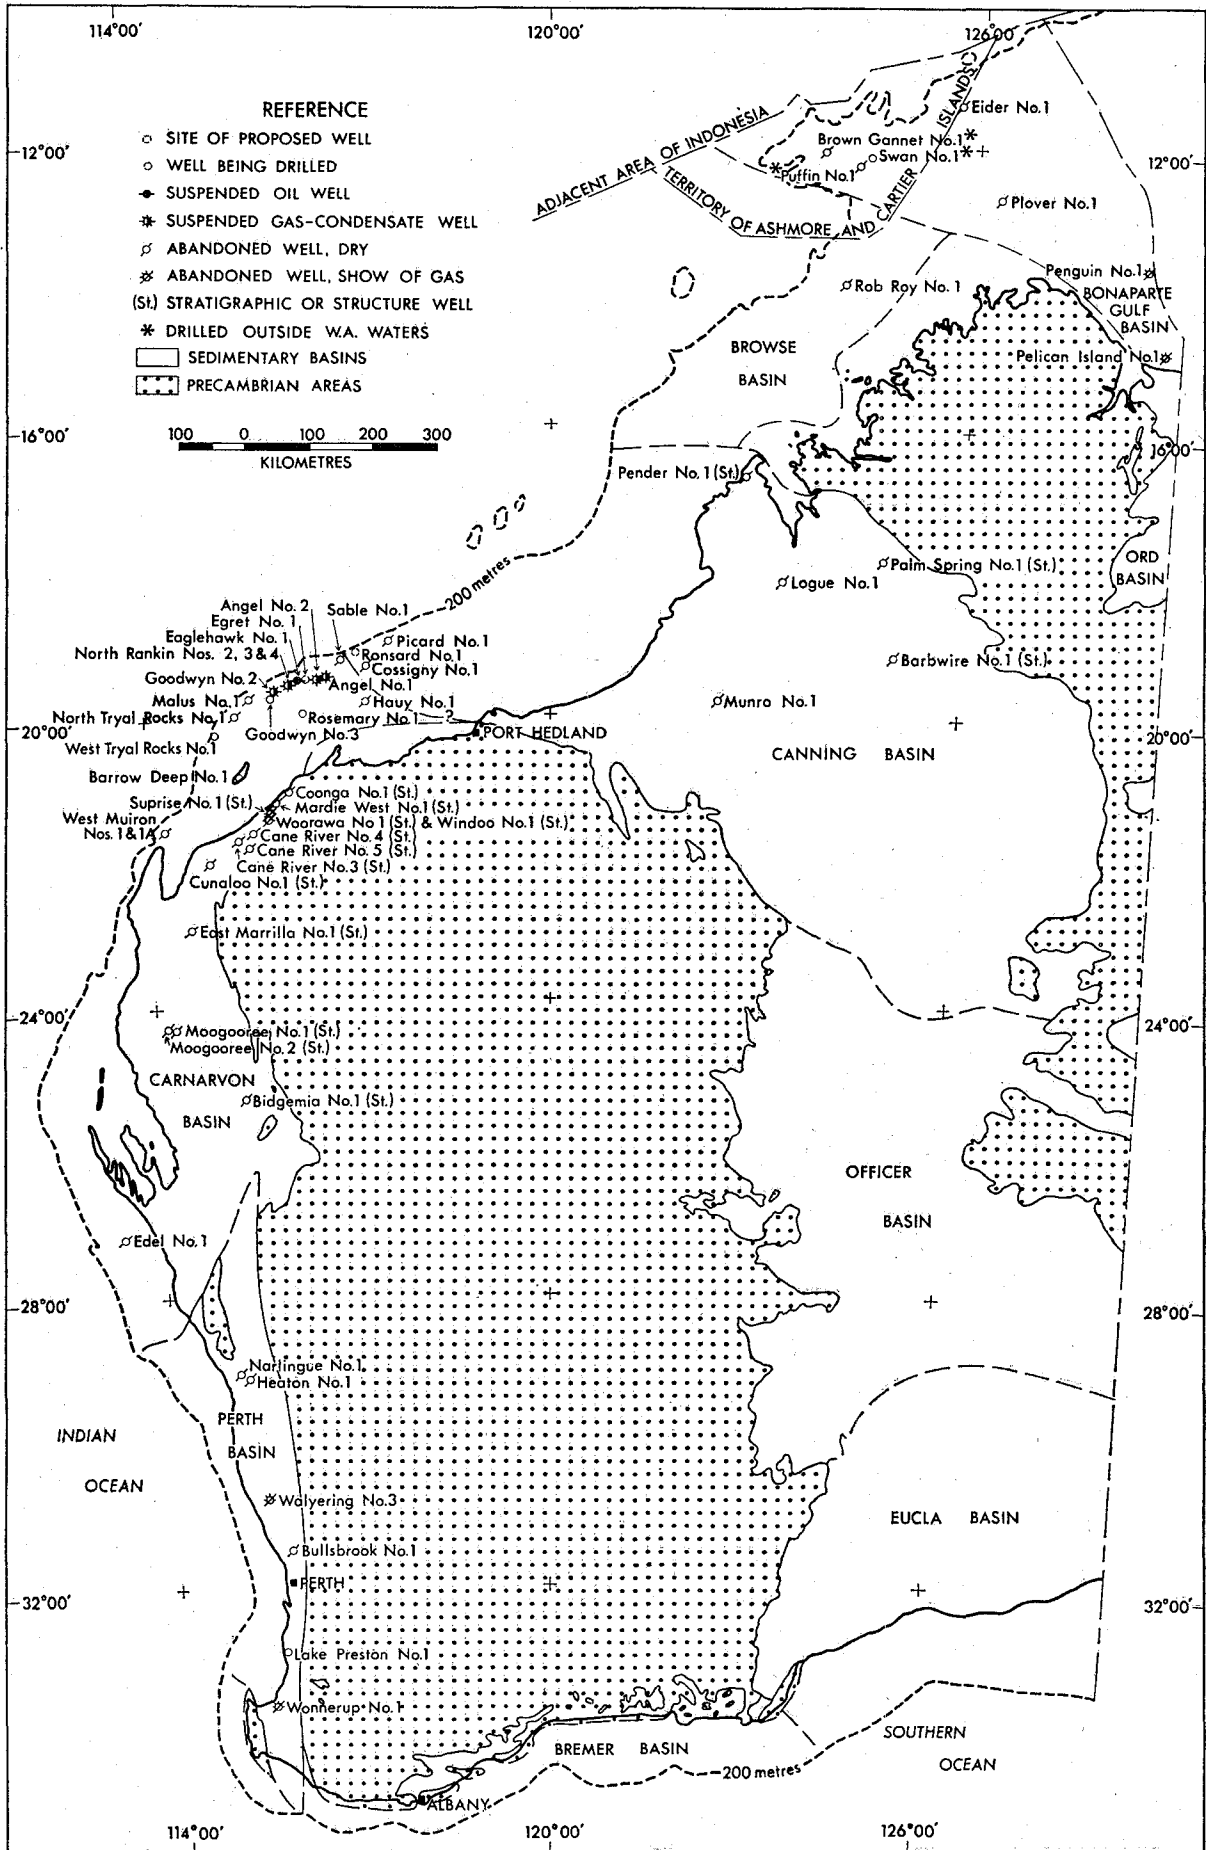 114°00'
120°00'
126°00'
REFERENCE
SITE OF PROPOSED WELL
WELL BEING DRILLED
SUSPENDED OIL WELL
SUSPENDED GAS-CONDENSATE WELL
ABANDONED WELL, DRY
ABANDONED WELL, SHOW OF GAS
(St.) STRATIGRAPHIC OR STRUCTURE WELL
* DRILLED OUTSIDE W.A. WATERS
SEDIMENTARY BASINS
PRECAMBRIAN AREAS
100 0 100 200 300
KILOMETRES
12°00'
12°00'
ADJACENT AREA OF INDONESIA
TERRITORY OF ASHMORE AND CARTIER ISLANDS
Eider No.1
Brown Gannet No.1
Swan No.1
Puffin No.1
Plover No.1
Penguin No.1
Rob Roy No. 1
BONAPARTE
GULF
BASIN
BROWSE
BASIN
Pelican Island No.1
16°00'
16°00'
Pender No. 1 (St.)
200 metres
Logue No. 1
Palm Spring No. 1 (St.)
ORD
BASIN
Angel No. 2
Sable No.1
Egret No. 1
Eaglehawk No. 1
North Rankin Nos. 2, 3 & 4
Picard No. 1
Ronsard No. 1
Cossigny No.1
Goodwyn No. 2
Angel No. 1
Malus No. 1
Hauy No. 1
Barbwire No. 1 (St.)
North Tryal Rocks No. 1
Rosemary No. 1
?
Munro No. 1
20°00'
20°00'
Goodwyn No. 3
PORT HEDLAND
West Tryal Rocks No. 1
CANNING BASIN
Barrow Deep No. 1
Coonga No. 1 (St.)
Suprise No. 1 (St.)
Mardie West No. 1 (St.)
West Muiron
Nos. 1 & 1A
Woorawa No 1 (St.) & Windoo No. 1 (St.)
Cane River No. 4 (St.)
Cane River No. 5 (St.)
Cane River No. 3 (St.)
Cunaloo No. 1 (St.)
East Marrilla No. 1 (St.)
24°00'
24°00'
Moogooree No. 1 (St.)
Moogooree No. 2 (St.)
CARNARVON
BASIN
Bidgemia No. 1 (St.)
OFFICER
BASIN
Edel No. 1
28°00'
28°00'
Narlingue No. 1
Heaton No. 1
INDIAN
OCEAN
PERTH
BASIN
Walyering No. 3
EUCLA BASIN
Bullsbrook No. 1
PERTH
32°00'
32°00'
Lake Preston No.1
Wonnerup No. 1
SOUTHERN
OCEAN
BREMER BASIN
200 metres
ALBANY
114°00'
120°00'
126°00'